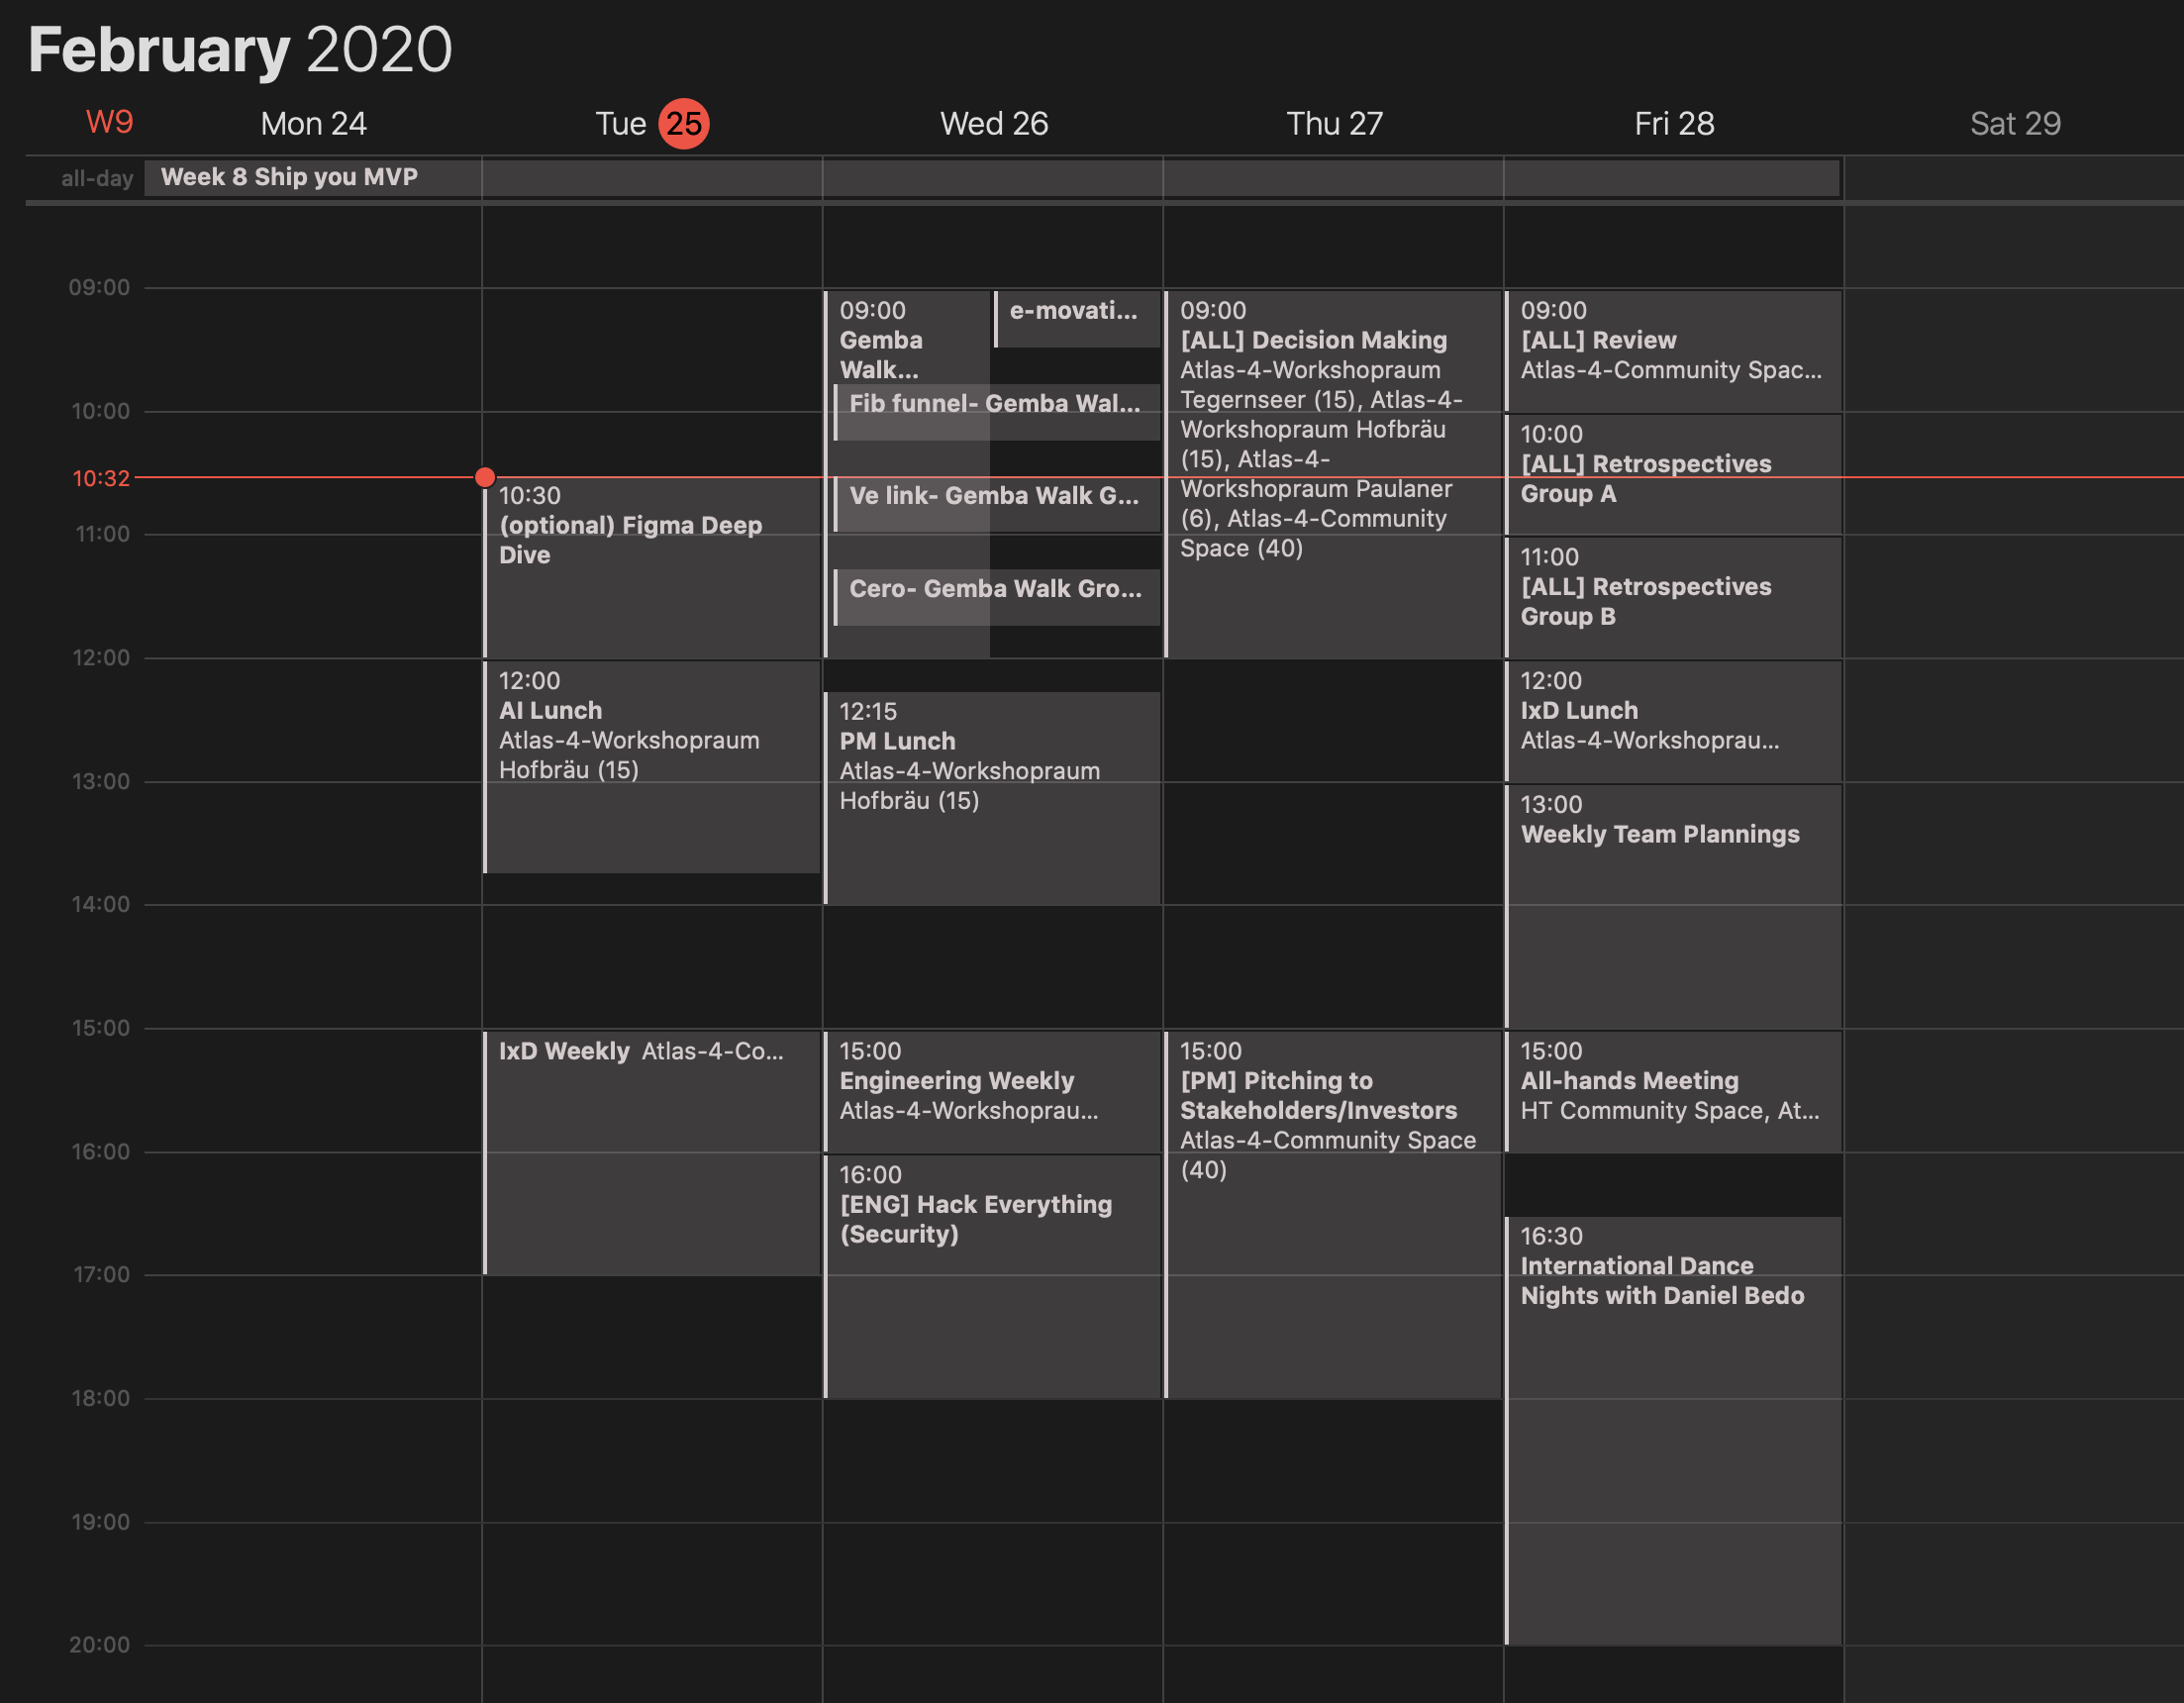 February 2020
W9
Mon 24
Tue 25
Wed 26
Thu 27
Fri 28
Sat 29
all-day
Week 8 Ship you MVP
09:00
10:00
10:32
11:00
12:00
13:00
14:00
15:00
16:00
17:00
18:00
19:00
20:00
10:30
(optional) Figma Deep
Dive
12:00
AI Lunch
Atlas-4-Workshopraum
Hofbräu (15)
IxD Weekly Atlas-4-Co...
09:00
Gemba
Walk...
e-movati...
Fib funnel- Gemba Wal...
Ve link- Gemba Walk G...
Cero- Gemba Walk Gro...
12:15
PM Lunch
Atlas-4-Workshopraum
Hofbräu (15)
15:00
Engineering Weekly
Atlas-4-Workshoprau...
16:00
[ENG] Hack Everything
(Security)
09:00
[ALL] Decision Making
Atlas-4-Workshopraum
Tegernseer (15), Atlas-4-
Workshopraum Hofbräu
(15), Atlas-4-
Workshopraum Paulaner
(6), Atlas-4-Community
Space (40)
15:00
[PM] Pitching to
Stakeholders/Investors
Atlas-4-Community Space
(40)
09:00
[ALL] Review
Atlas-4-Community Spac...
10:00
[ALL] Retrospectives
Group A
11:00
[ALL] Retrospectives
Group B
12:00
IxD Lunch
Atlas-4-Workshoprau...
13:00
Weekly Team Plannings
15:00
All-hands Meeting
HT Community Space, At...
16:30
International Dance
Nights with Daniel Bedo